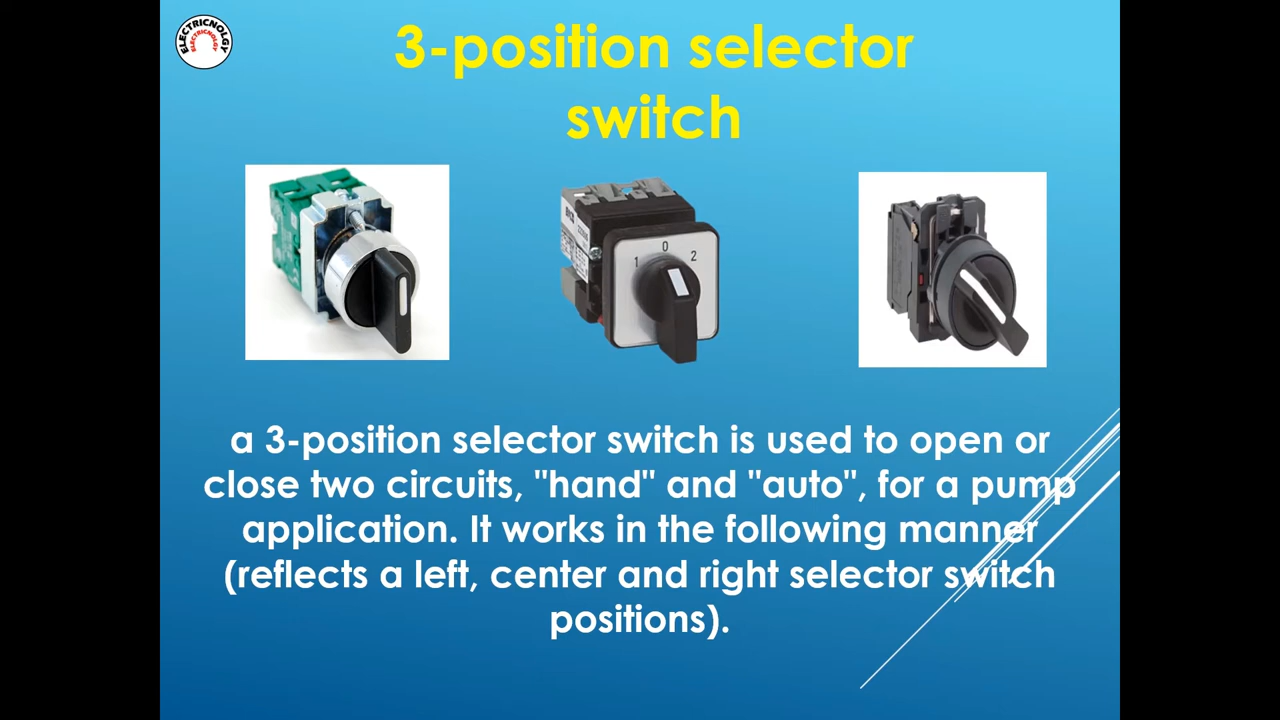 ELECTRICNOLGY
ELECTRICNOLGY
3-position selector
switch
0
1 2
a 3-position selector switch is used to open or
close two circuits, "hand" and "auto", for a pump
application. It works in the following manner
(reflects a left, center and right selector switch
positions).